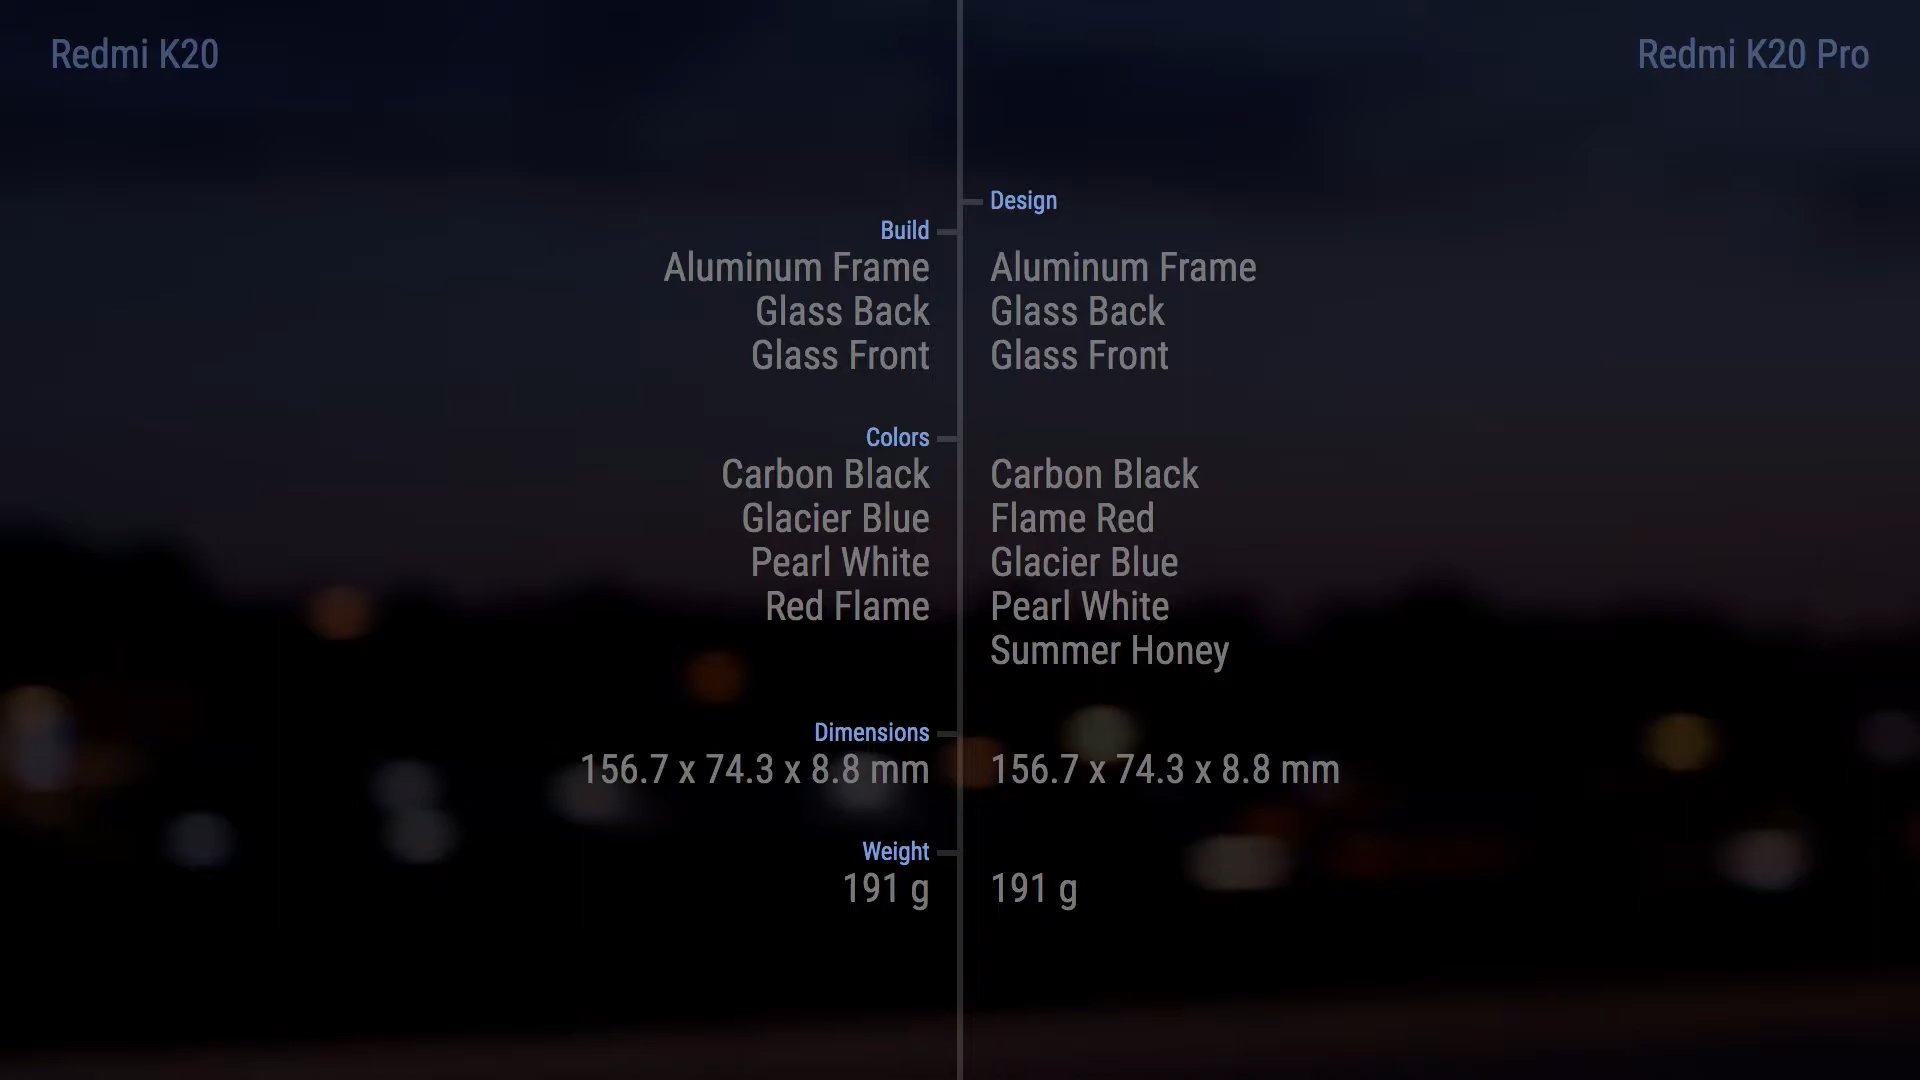 Redmi K20
Redmi K20 Pro
Design
Build
Aluminum Frame
Glass Back
Glass Front
Aluminum Frame
Glass Back
Glass Front
Colors
Carbon Black
Glacier Blue
Pearl White
Red Flame
Carbon Black
Flame Red
Glacier Blue
Pearl White
Summer Honey
Dimensions
156.7 x 74.3 x 8.8 mm
156.7 x 74.3 x 8.8 mm
Weight
191 g
191 g